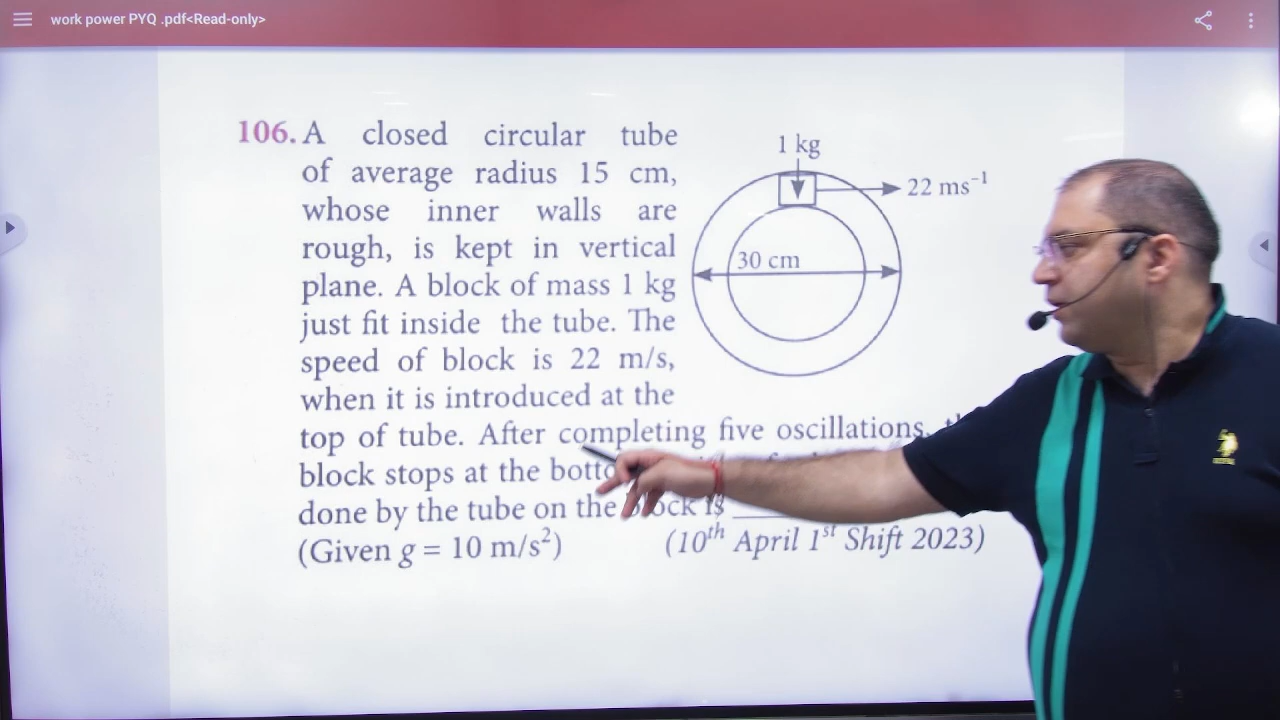 work power PYQ .pdf<Read-only>
106. A closed circular tube
of average radius 15 cm,
whose inner walls are
rough, is kept in vertical
plane. A block of mass 1 kg
just fit inside the tube. The
speed of block is 22 m/s,
when it is introduced at the
top of tube. After completing five oscillations,
block stops at the
done by the tube on the block is
(Given g = 10 m/s²)
(10th April 1st Shift 2023)
1 kg
22 ms⁻¹
30 cm